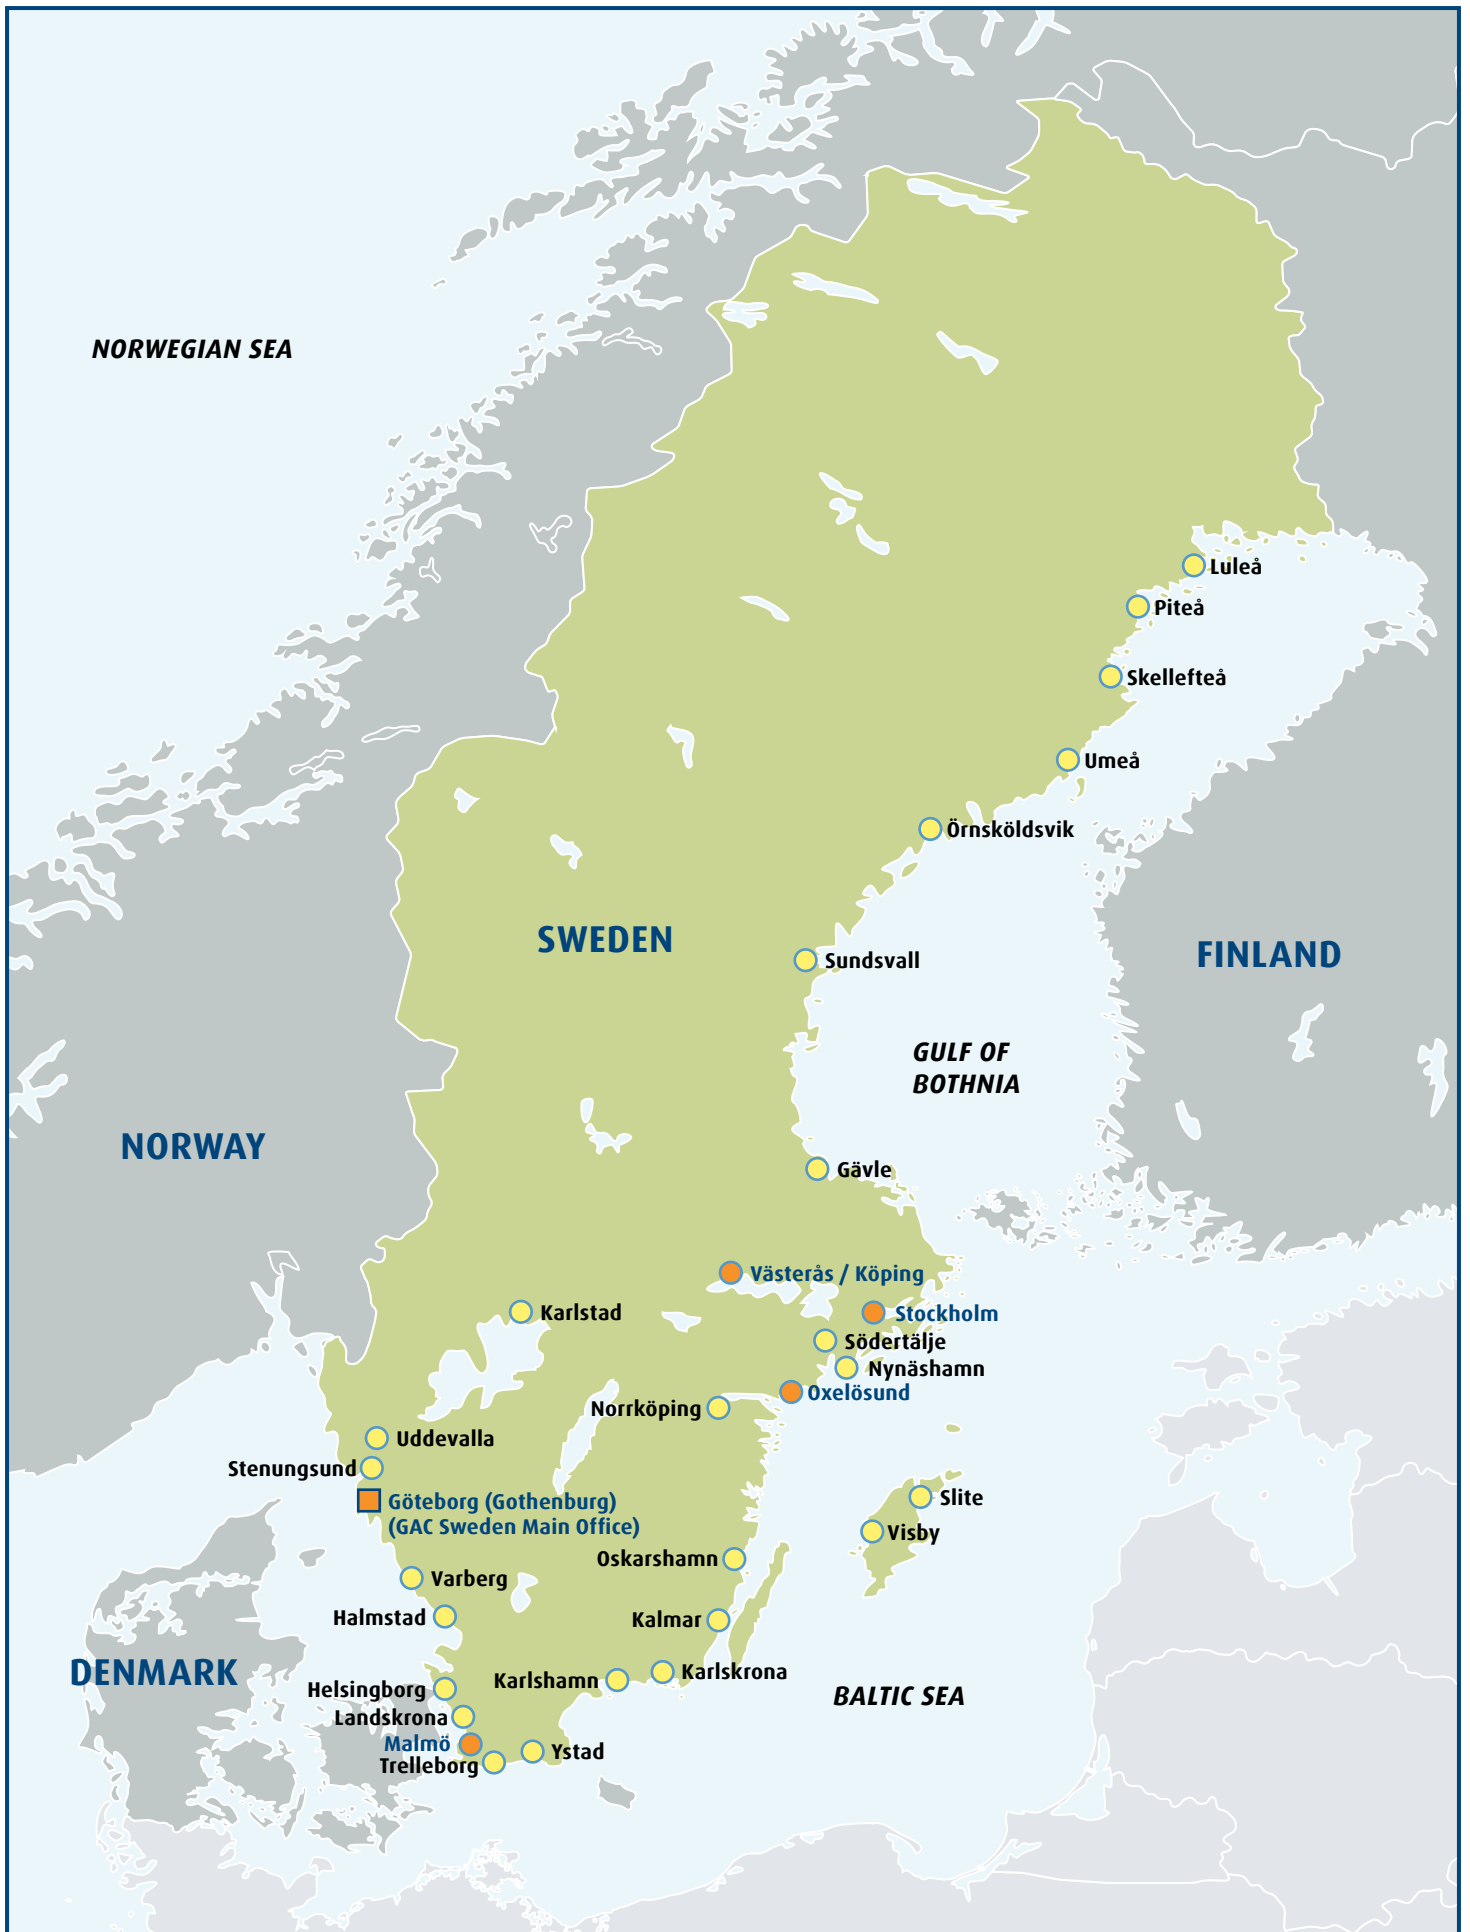 NORWEGIAN SEA
Luleå
Piteå
Skellefteå
Umeå
Örnsköldsvik
SWEDEN
FINLAND
Sundsvall
GULF OF
BOTHNIA
NORWAY
Gävle
Västerås / Köping
Karlstad
Stockholm
Södertälje
Nynäshamn
Oxelösund
Norrköping
Uddevalla
Stenungsund
Göteborg (Gothenburg)
(GAC Sweden Main Office)
Slite
Visby
Oskarshamn
Varberg
Halmstad
Kalmar
DENMARK
Karlskrona
Karlshamn
Helsingborg
BALTIC SEA
Landskrona
Malmö
Ystad
Trelleborg